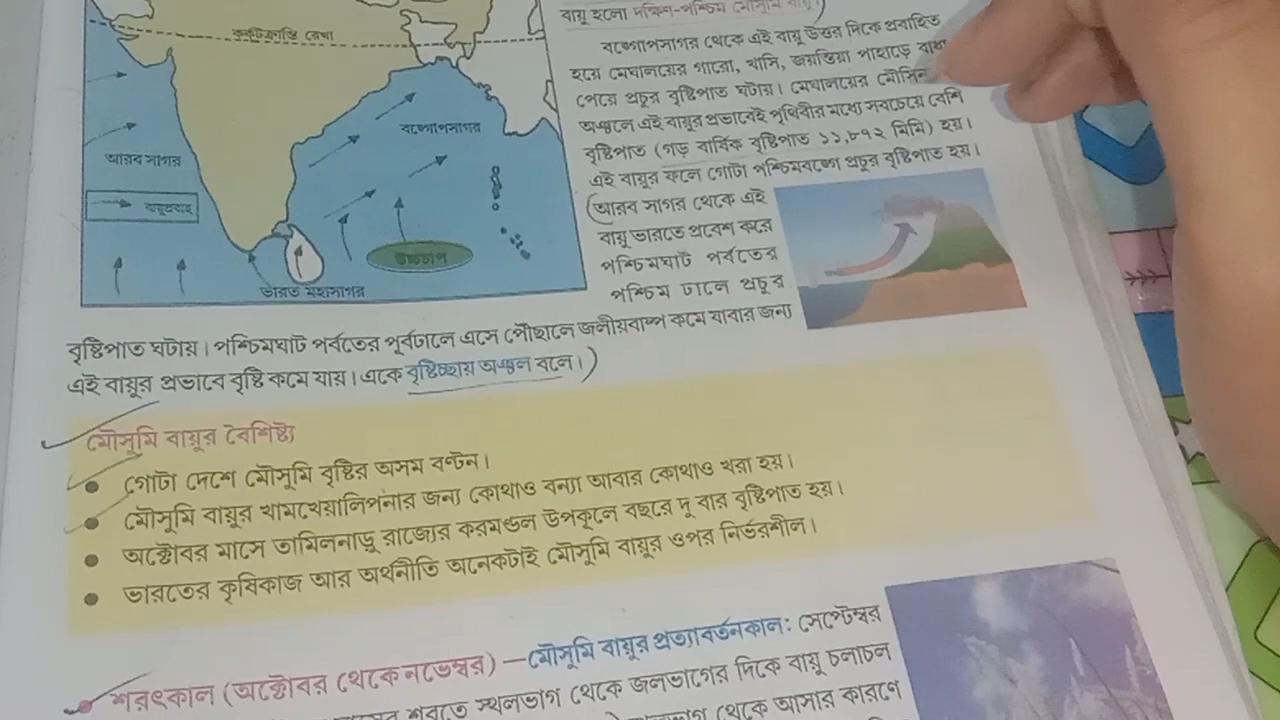 কর্কটক্রান্তি রেখা
আরব সাগর
বঙ্গোপসাগর
বায়ুপ্রবাহ
উচ্চচাপ
ভারত মহাসাগর
বায়ু হলো দক্ষিণ-পশ্চিম মৌসুমি বায়ু।)
বঙ্গোপসাগর থেকে এই বায়ু উত্তর দিকে প্রবাহিত
হয়ে মেঘালয়ের গারো, খাসি, জয়ন্তিয়া পাহাড়ে বাধা
পেয়ে প্রচুর বৃষ্টিপাত ঘটায়। মেঘালয়ের
অঞ্চলে এই বায়ুর প্রভাবেই পৃথিবীর মধ্যে সবচেয়ে বেশি
বৃষ্টিপাত (গড় বার্ষিক বৃষ্টিপাত ১১,৮৭২ মিমি) হয়।
এই বায়ুর ফলে গোটা পশ্চিমবঙ্গে প্রচুর বৃষ্টিপাত হয়।
(আরব সাগর থেকে এই
বায়ু ভারতে প্রবেশ করে
পশ্চিমঘাট পর্বতের
পশ্চিম ঢালে প্রচুর
বৃষ্টিপাত ঘটায়। পশ্চিমঘাট পর্বতের পূর্বঢালে এসে পৌঁছালে জলীয়বাষ্প কমে যাবার জন্য
এই বায়ুর প্রভাবে বৃষ্টি কমে যায়। একে বৃষ্টিচ্ছায় অঞ্চল বলে।)
মৌসুমি বায়ুর বৈশিষ্ট্য
● গোটা দেশে মৌসুমি বৃষ্টির অসম বণ্টন।
● মৌসুমি বায়ুর খামখেয়ালিপনার জন্য কোথাও বন্যা আবার কোথাও খরা হয়।
● অক্টোবর মাসে তামিলনাড়ু রাজ্যের করমণ্ডল উপকূলে বছরে দু বার বৃষ্টিপাত হয়।
● ভারতের কৃষিকাজ আর অর্থনীতি অনেকটাই মৌসুমি বায়ুর ওপর নির্ভরশীল।
● শরৎকাল (অক্টোবর থেকে নভেম্বর) —মৌসুমি বায়ুর প্রত্যাবর্তনকাল: সেপ্টেম্বর
শরতে স্থলভাগ থেকে জলভাগের দিকে বায়ু চলাচল
থেকে আসার কারণে